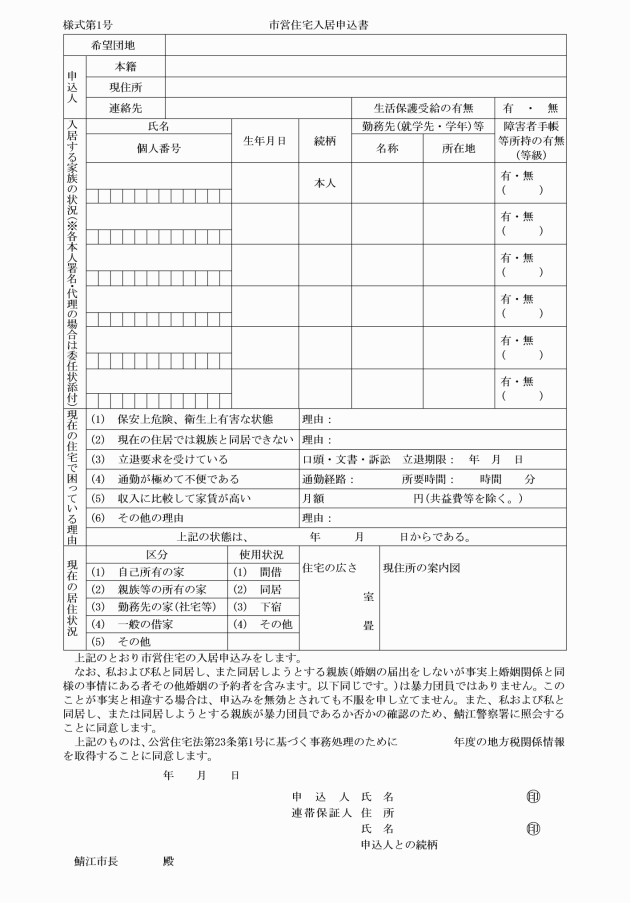 様式第1号　市営住宅入居申込書
希望団地
申込人
本籍
現住所
連絡先　生活保護受給の有無　有　・　無
入居する家族の状況(※各本人署名・代理の場合は委任状添付)
氏名　生年月日　続柄　勤務先(就学先・学年)等　障害者手帳等所持の有無(等級)
個人番号　名称　所在地
本人　有・無
(　　)
有・無
(　　)
有・無
(　　)
有・無
(　　)
有・無
(　　)
有・無
(　　)
現在の住宅で困っている理由
(1)　保安上危険、衛生上有害な状態　理由：
(2)　現在の住居では親族と同居できない　理由：
(3)　立退要求を受けている　口頭・文書・訴訟　立退期限：　年　月　日
(4)　通勤が極めて不便である　通勤経路：　所要時間：　時間　分
(5)　収入に比較して家賃が高い　月額　円(共益費等を除く。)
(6)　その他の理由　理由：
上記の状態は、　年　月　日からである。
現在の居住状況
区分　使用状況　住宅の広さ　現住所の案内図
(1)　自己所有の家　(1)　間借
(2)　親族等の所有の家　(2)　同居　室
(3)　勤務先の家(社宅等)　(3)　下宿
(4)　一般の借家　(4)　その他　畳
(5)　その他
上記のとおり市営住宅の入居申込みをします。
なお、私および私と同居し、また同居しようとする親族(婚姻の届出をしないが事実上婚姻関係と同
様の事情にある者その他婚姻の予約者を含みます。以下同じです。)は暴力団員ではありません。この
ことが事実と相違する場合は、申込みを無効とされても不服を申し立てません。また、私および私と
同居し、または同居しようとする親族が暴力団員であるか否かの確認のため、鯖江警察署に照会する
ことに同意します。
上記のものは、公営住宅法第23条第1号に基づく事務処理のために　年度の地方税関係情報
を取得することに同意します。
年　月　日
申　込　人　氏　名　㊞
連帯保証人　住　所
氏　名　㊞
申込人との続柄
鯖江市長　殿